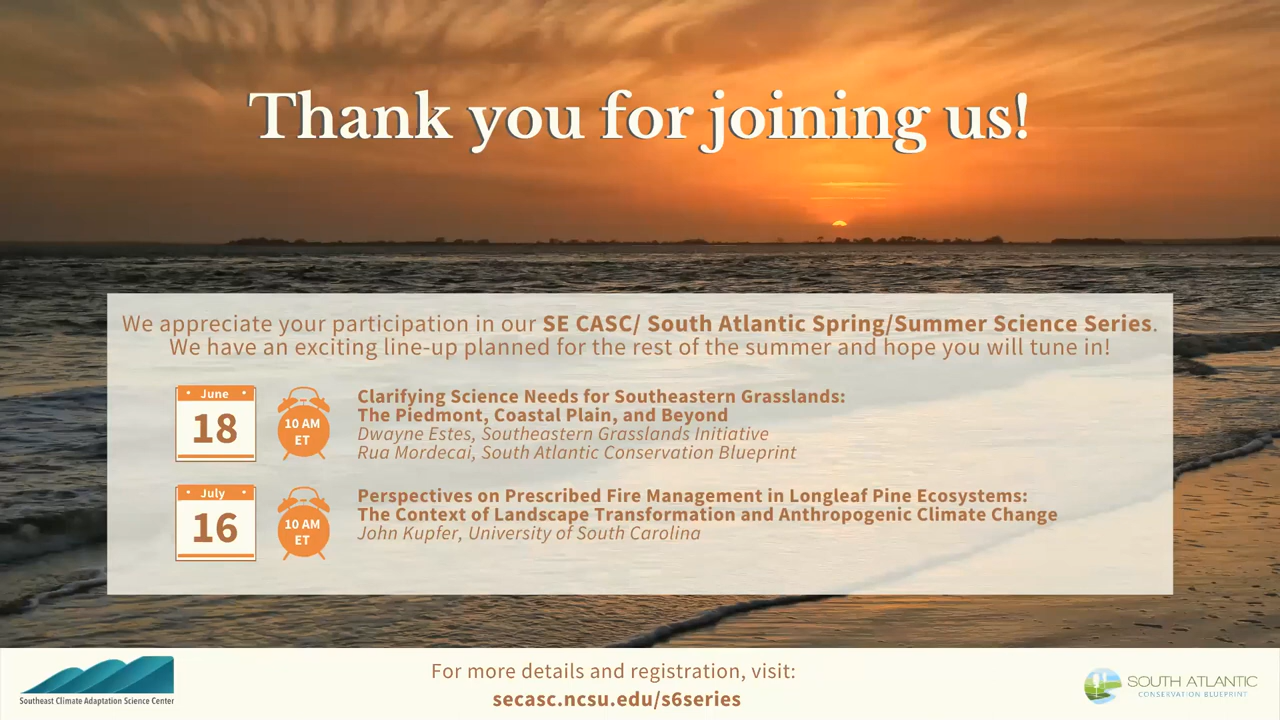 Thank you for joining us!
We appreciate your participation in our SE CASC/ South Atlantic Spring/Summer Science Series.
We have an exciting line-up planned for the rest of the summer and hope you will tune in!
June
18
10 AM
ET
Clarifying Science Needs for Southeastern Grasslands:
The Piedmont, Coastal Plain, and Beyond
Dwayne Estes, Southeastern Grasslands Initiative
Rua Mordecai, South Atlantic Conservation Blueprint
July
16
10 AM
ET
Perspectives on Prescribed Fire Management in Longleaf Pine Ecosystems:
The Context of Landscape Transformation and Anthropogenic Climate Change
John Kupfer, University of South Carolina
Southeast Climate Adaptation Science Center
For more details and registration, visit:
secasc.ncsu.edu/s6series
SOUTH ATLANTIC
CONSERVATION BLUEPRINT